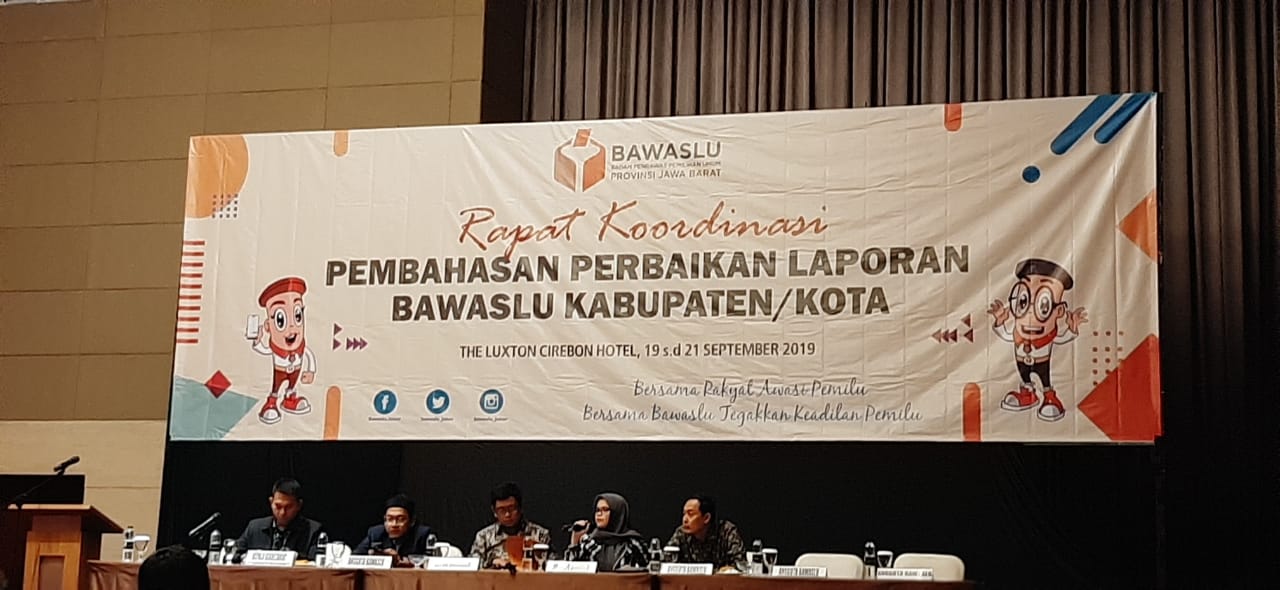 BAWASLU
BADAN PENGAWAS PEMILIHAN UMUM
PROVINSI JAWA BARAT
Rapat Koordinasi
PEMBAHASAN PERBAIKAN LAPORAN
BAWASLU KABUPATEN/KOTA
THE LUXTON CIREBON HOTEL, 19 s.d 21 SEPTEMBER 2019
Bersama Rakyat Awasi Pemilu
Bersama Bawaslu Tegakkan Keadilan Pemilu